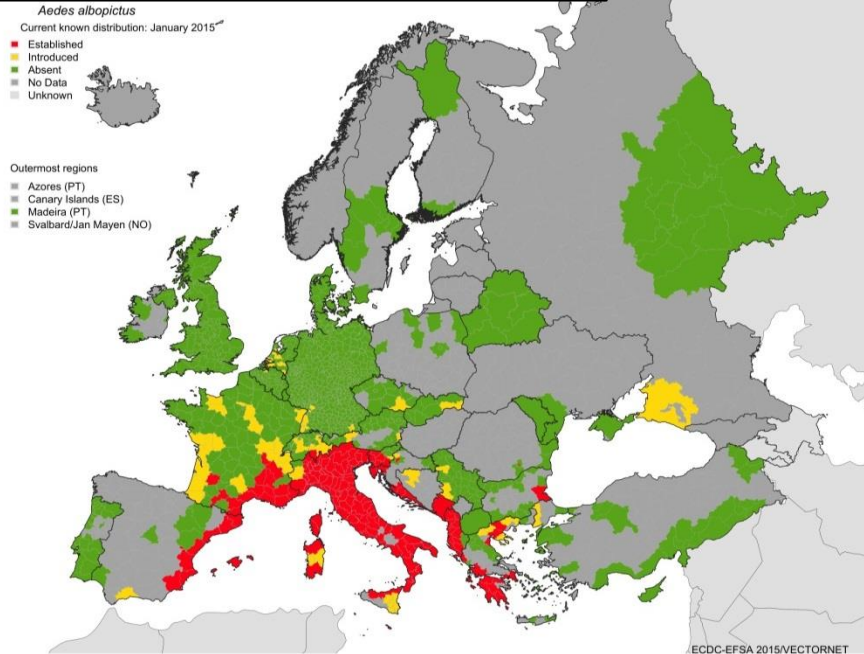 Aedes albopictus
Current known distribution: January 2015
Established
Introduced
Absent
No Data
Unknown
Outermost regions
Azores (PT)
Canary Islands (ES)
Madeira (PT)
Svalbard/Jan Mayen (NO)
ECDC-EFSA 2015/VECTORNET